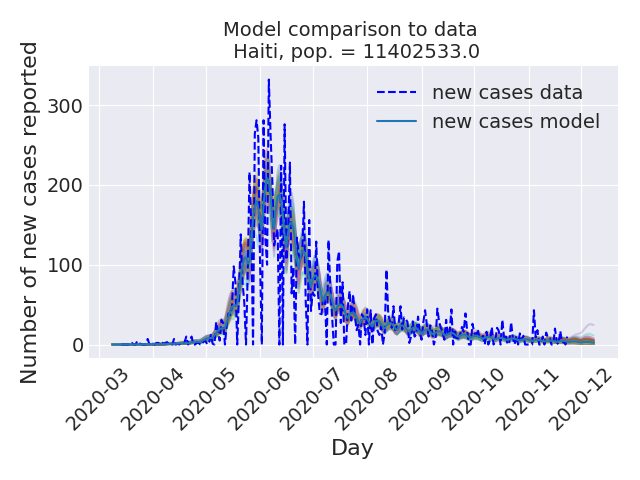 Model comparison to data
Haiti, pop. = 11402533.0
Number of new cases reported
300
200
100
0
new cases data
new cases model
2020-03
2020-04
2020-05
2020-06
2020-07
2020-08
2020-09
2020-10
2020-11
2020-12
Day